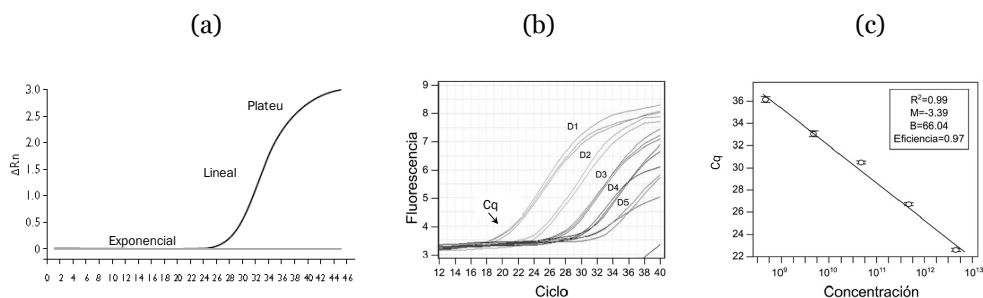 (a)
3.0
2.5
2.0
1.5
1.0
0.5
0
ΔRn
Plateu
Lineal
Exponencial
0 2 4 6 8 10 12 14 16 18 20 22 24 26 28 30 32 34 36 38 40 42 44 46
(b)
9
8
7
6
5
4
3
Fluorescencia
D1
D2
D3
D4
D5
Cq
12 14 16 18 20 22 24 26 28 30 32 34 36 38 40
Ciclo
(c)
36
34
30
28
24
22
Cq
R²=0.99
M=-3.39
B=66.04
Eficiencia=0.97
10⁹ 10¹⁰ 10¹¹ 10¹² 10¹³
Concentración